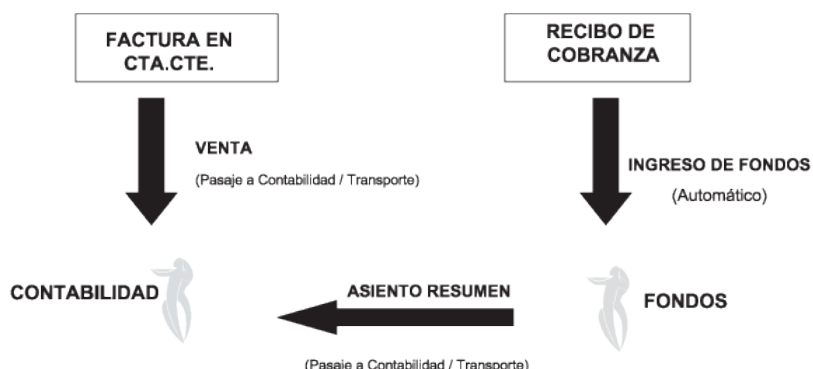 FACTURA EN
CTA.CTE.
RECIBO DE
COBRANZA
VENTA
(Pasaje a Contabilidad / Transporte)
INGRESO DE FONDOS
(Automático)
CONTABILIDAD
ASIENTO RESUMEN
FONDOS
(Pasaje a Contabilidad / Transporte)